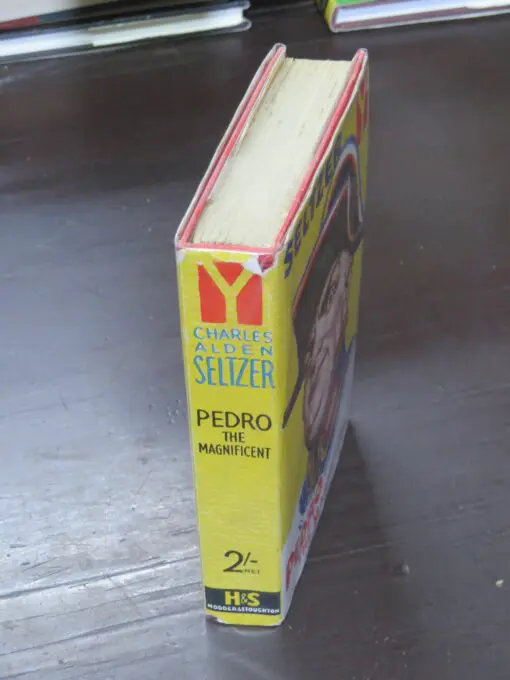 Y
CHARLES
ALDEN
SELTZER
PEDRO
THE
MAGNIFICENT
2/-
NET
H&S
HODDER & STOUGHTON
SELTZER
Y